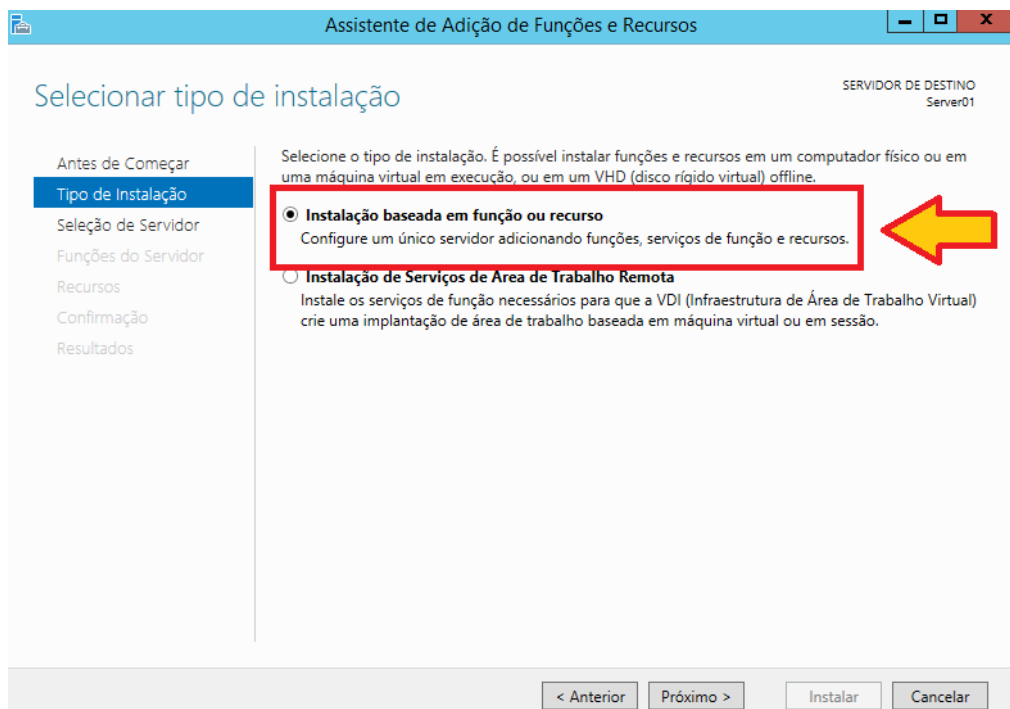 Assistente de Adição de Funções e Recursos
Selecionar tipo de instalação
SERVIDOR DE DESTINO
Server01
Antes de Começar
Tipo de Instalação
Seleção de Servidor
Funções do Servidor
Recursos
Confirmação
Resultados
Selecione o tipo de instalação. É possível instalar funções e recursos em um computador físico ou em
uma máquina virtual em execução, ou em um VHD (disco rígido virtual) offline.
Instalação baseada em função ou recurso
Configure um único servidor adicionando funções, serviços de função e recursos.
Instalação de Serviços de Área de Trabalho Remota
Instale os serviços de função necessários para que a VDI (Infraestrutura de Área de Trabalho Virtual)
crie uma implantação de área de trabalho baseada em máquina virtual ou em sessão.
< Anterior
Próximo >
Instalar
Cancelar